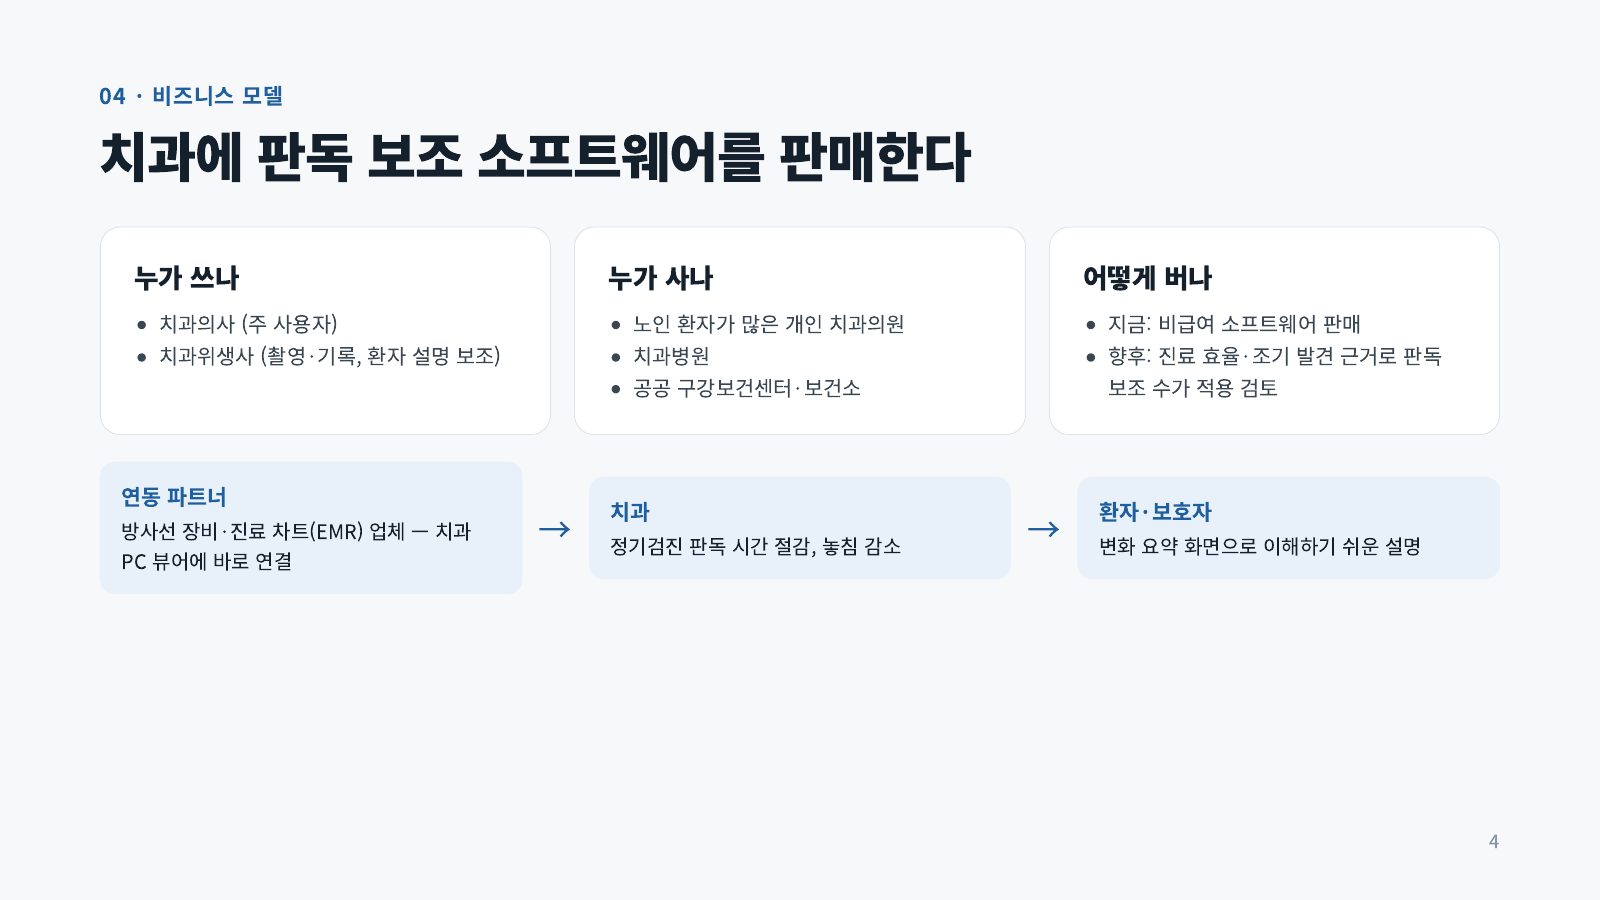 04 · 비즈니스 모델
치과에 판독 보조 소프트웨어를 판매한다
누가 쓰나
● 치과의사 (주 사용자)
● 치과위생사 (촬영·기록, 환자 설명 보조)
누가 사나
● 노인 환자가 많은 개인 치과의원
● 치과병원
● 공공 구강보건센터·보건소
어떻게 버나
● 지금: 비급여 소프트웨어 판매
● 향후: 진료 효율·조기 발견 근거로 판독
보조 수가 적용 검토
연동 파트너
방사선 장비·진료 차트(EMR) 업체 — 치과
PC 뷰어에 바로 연결
→
치과
정기검진 판독 시간 절감, 놓침 감소
→
환자·보호자
변화 요약 화면으로 이해하기 쉬운 설명
4